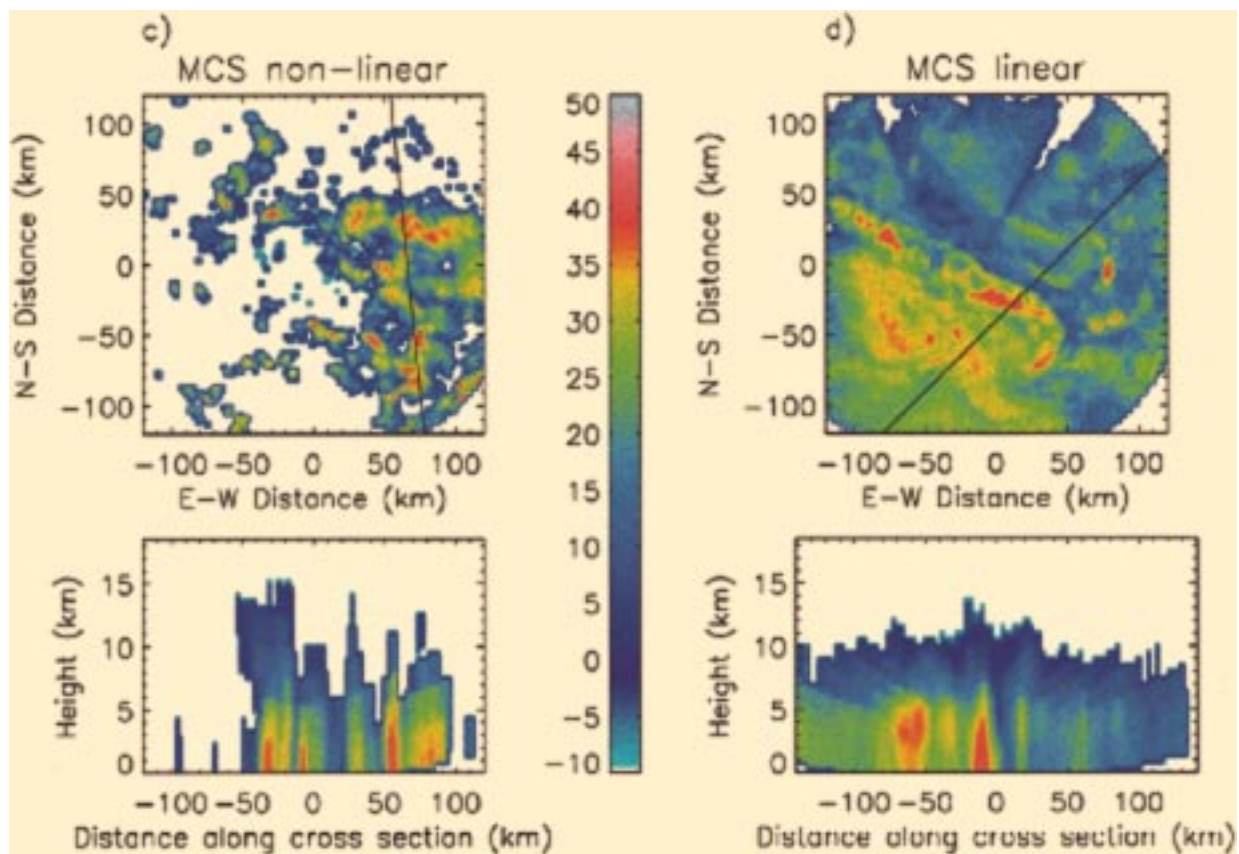 c)
MCS non-linear
N-S Distance (km)
100
50
0
-50
-100
-100 -50 0 50 100
E-W Distance (km)
Height (km)
15
10
5
0
-100 -50 0 50 100
Distance along cross section (km)
50
45
40
35
30
25
20
15
10
5
0
-5
-10
d)
MCS linear
N-S Distance (km)
100
50
0
-50
-100
-100 -50 0 50 100
E-W Distance (km)
Height (km)
15
10
5
0
-100 -50 0 50 100
Distance along cross section (km)